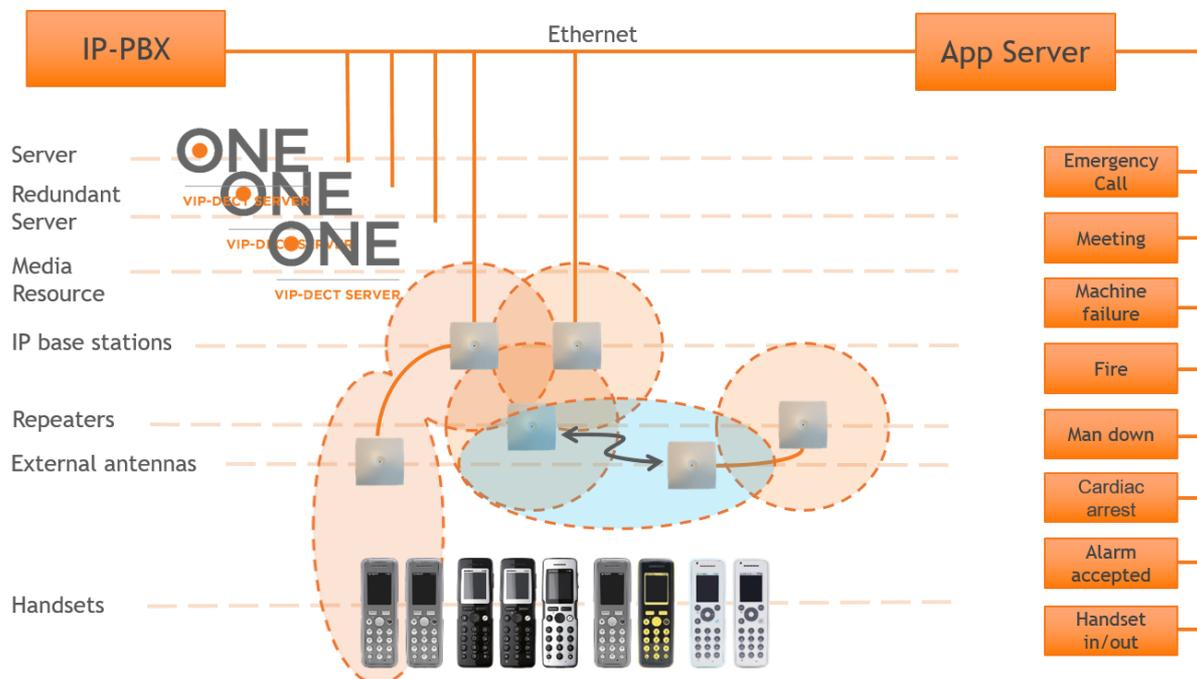 IP-PBX
Ethernet
App Server
Server
ONE
VIP-DECT SERVER
Redundant
Server
ONE
VIP-DECT SERVER
Media
Resource
ONE
VIP-DECT SERVER
IP base stations
Repeaters
External antennas
Handsets
Emergency
Call
Meeting
Machine
failure
Fire
Man down
Cardiac
arrest
Alarm
accepted
Handset
in/out